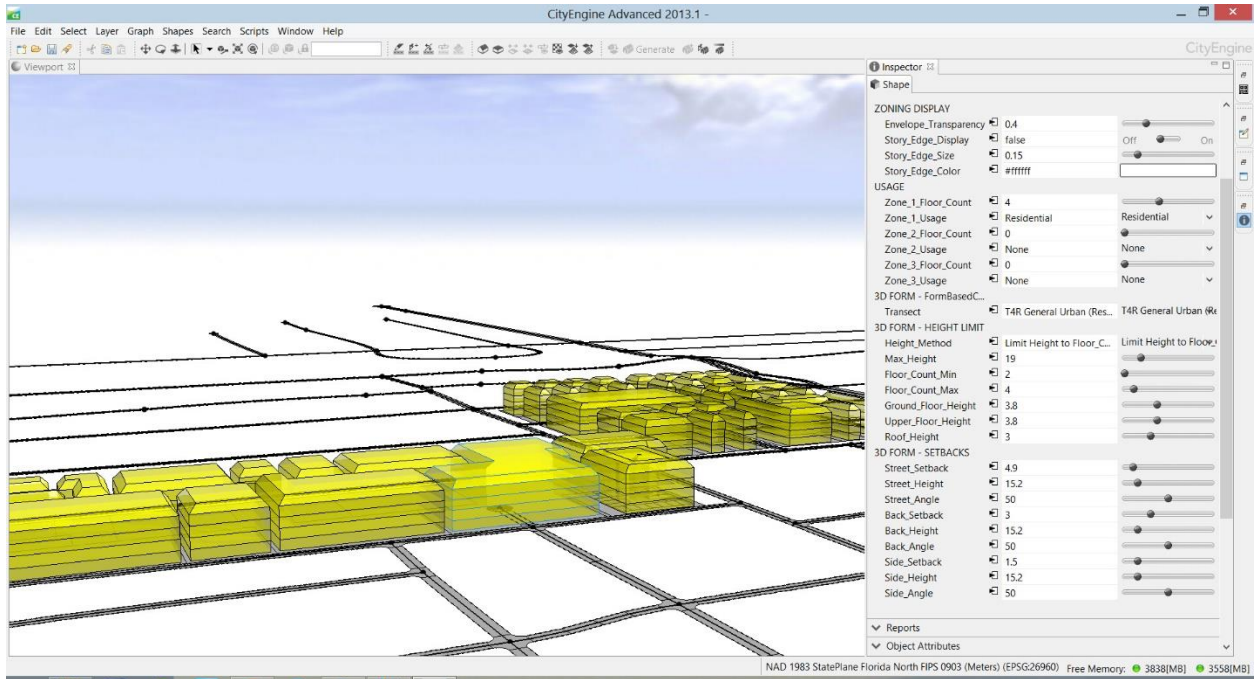 CityEngine Advanced 2013.1 -
File Edit Select Layer Graph Shapes Search Scripts Window Help
Generate
CityEngine
Viewport
Inspector
Shape
ZONING DISPLAY
Envelope_Transparency 0.4
Story_Edge_Display false Off On
Story_Edge_Size 0.15
Story_Edge_Color #ffffff
USAGE
Zone_1_Floor_Count 4
Zone_1_Usage Residential Residential
Zone_2_Floor_Count 0
Zone_2_Usage None None
Zone_3_Floor_Count 0
Zone_3_Usage None None
3D FORM - FormBasedC...
Transect T4R General Urban (Res... T4R General Urban (Re
3D FORM - HEIGHT LIMIT
Height_Method Limit Height to Floor_C... Limit Height to Floor_
Max_Height 19
Floor_Count_Min 2
Floor_Count_Max 4
Ground_Floor_Height 3.8
Upper_Floor_Height 3.8
Roof_Height 3
3D FORM - SETBACKS
Street_Setback 4.9
Street_Height 15.2
Street_Angle 50
Back_Setback 3
Back_Height 15.2
Back_Angle 50
Side_Setback 1.5
Side_Height 15.2
Side_Angle 50
Reports
Object Attributes
NAD 1983 StatePlane Florida North FIPS 0903 (Meters) (EPSG:26960) Free Memory: 3838[MB] 3558[MB]